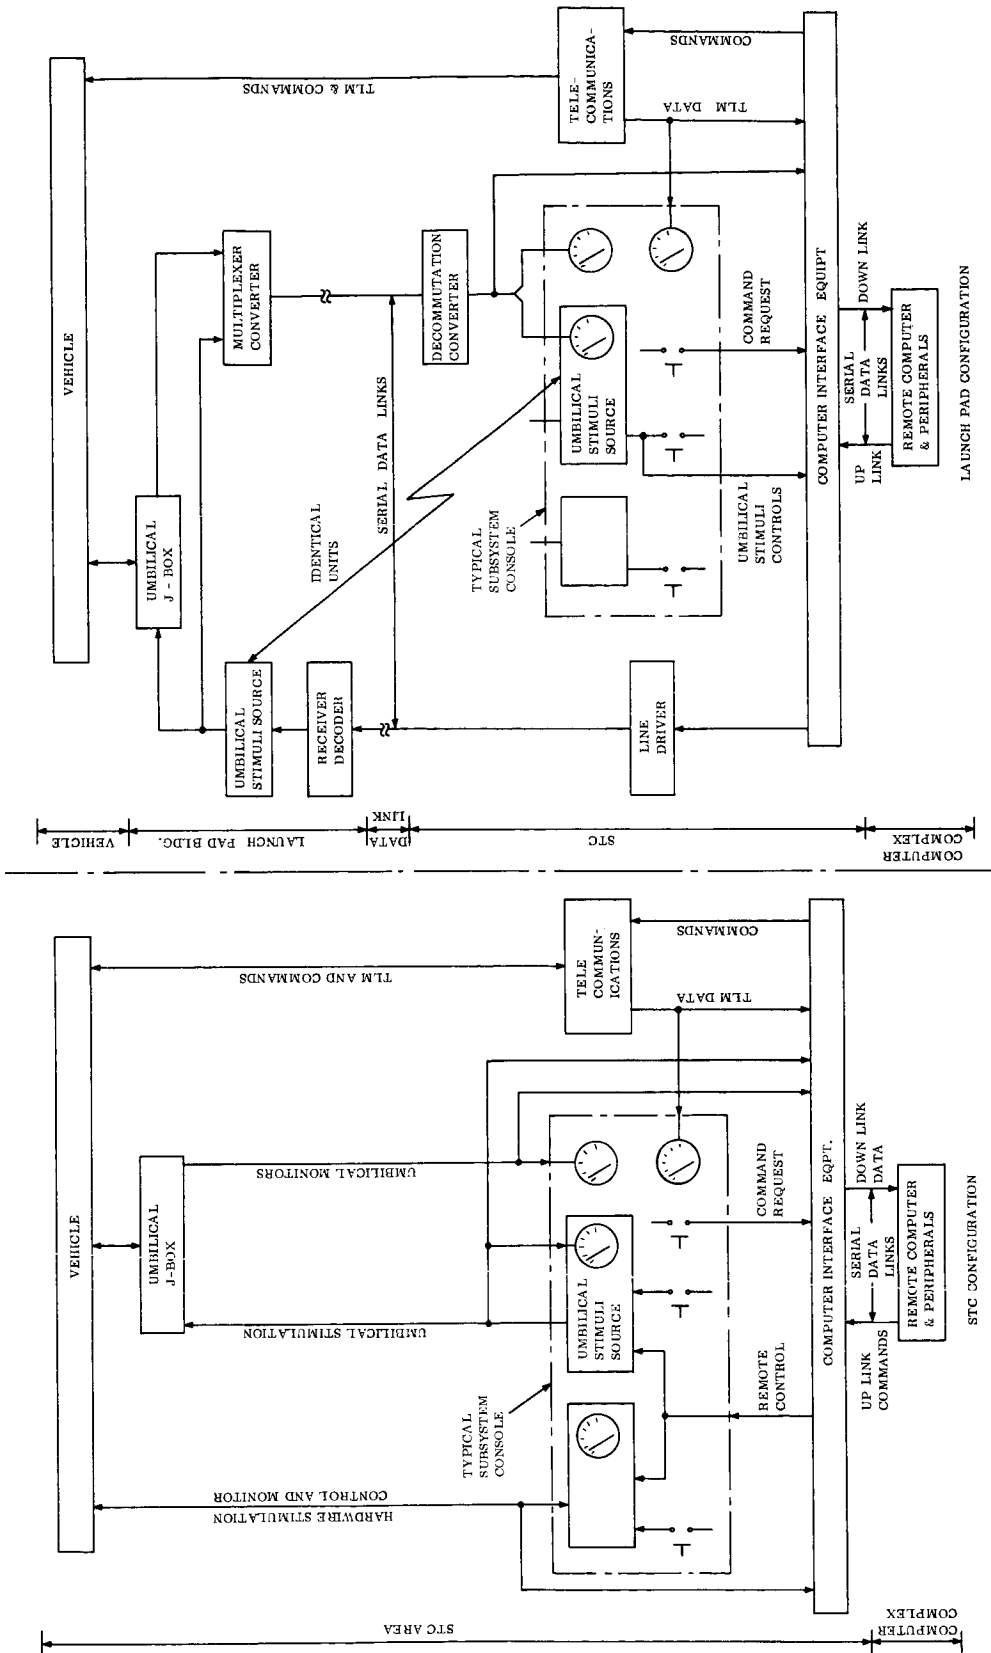 VEHICLE
TLM & COMMANDS
UMBILICAL
J - BOX
MULTIPLEXER
CONVERTER
UMBILICAL
STIMULI SOURCE
RECEIVER
DECODER
IDENTICAL
UNITS
SERIAL DATA LINKS
DECOMMUTATION
CONVERTER
TELE-
COMMUNICA-
TIONS
COMMANDS
TLM DATA
TYPICAL
SUBSYSTEM
CONSOLE
UMBILICAL
STIMULI
SOURCE
LINE
DRIVER
UMBILICAL
STIMULI
CONTROLS
COMMAND
REQUEST
COMPUTER INTERFACE EQUIPT
UP
LINK
SERIAL
DATA
LINKS
DOWN LINK
REMOTE COMPUTER
& PERIPHERALS
LAUNCH PAD CONFIGURATION
VEHICLE
LAUNCH PAD BLDG.
DATA
LINK
STC
COMPUTER
COMPLEX
VEHICLE
UMBILICAL
J-BOX
HARDWIRE STIMULATION
CONTROL AND MONITOR
UMBILICAL STIMULATION
UMBILICAL MONITORS
TLM AND COMMANDS
TELE
COMMUN-
ICATIONS
COMMANDS
TLM DATA
TYPICAL
SUBSYSTEM
CONSOLE
UMBILICAL
STIMULI
SOURCE
REMOTE
CONTROL
COMMAND
REQUEST
COMPUTER INTERFACE EQPT.
UP LINK
COMMANDS
SERIAL
DATA
LINKS
DOWN LINK
DATA
REMOTE COMPUTER
& PERIPHERALS
STC CONFIGURATION
STC AREA
COMPUTER
COMPLEX